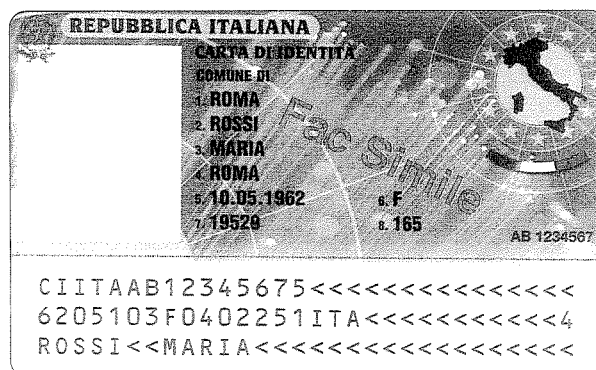 REPUBBLICA ITALIANA
CARTA DI IDENTITÀ
COMUNE DI
1. ROMA
2. ROSSI
3. MARIA
4. ROMA
5. 10.05.1962 6. F
7. 19529 8. 165
Fac Simile
AB 1234567
CIITAAB12345675<<<<<<<<<<<<<<<
6205103F0402251ITA<<<<<<<<<<<4
ROSSI<<MARIA<<<<<<<<<<<<<<<<<<